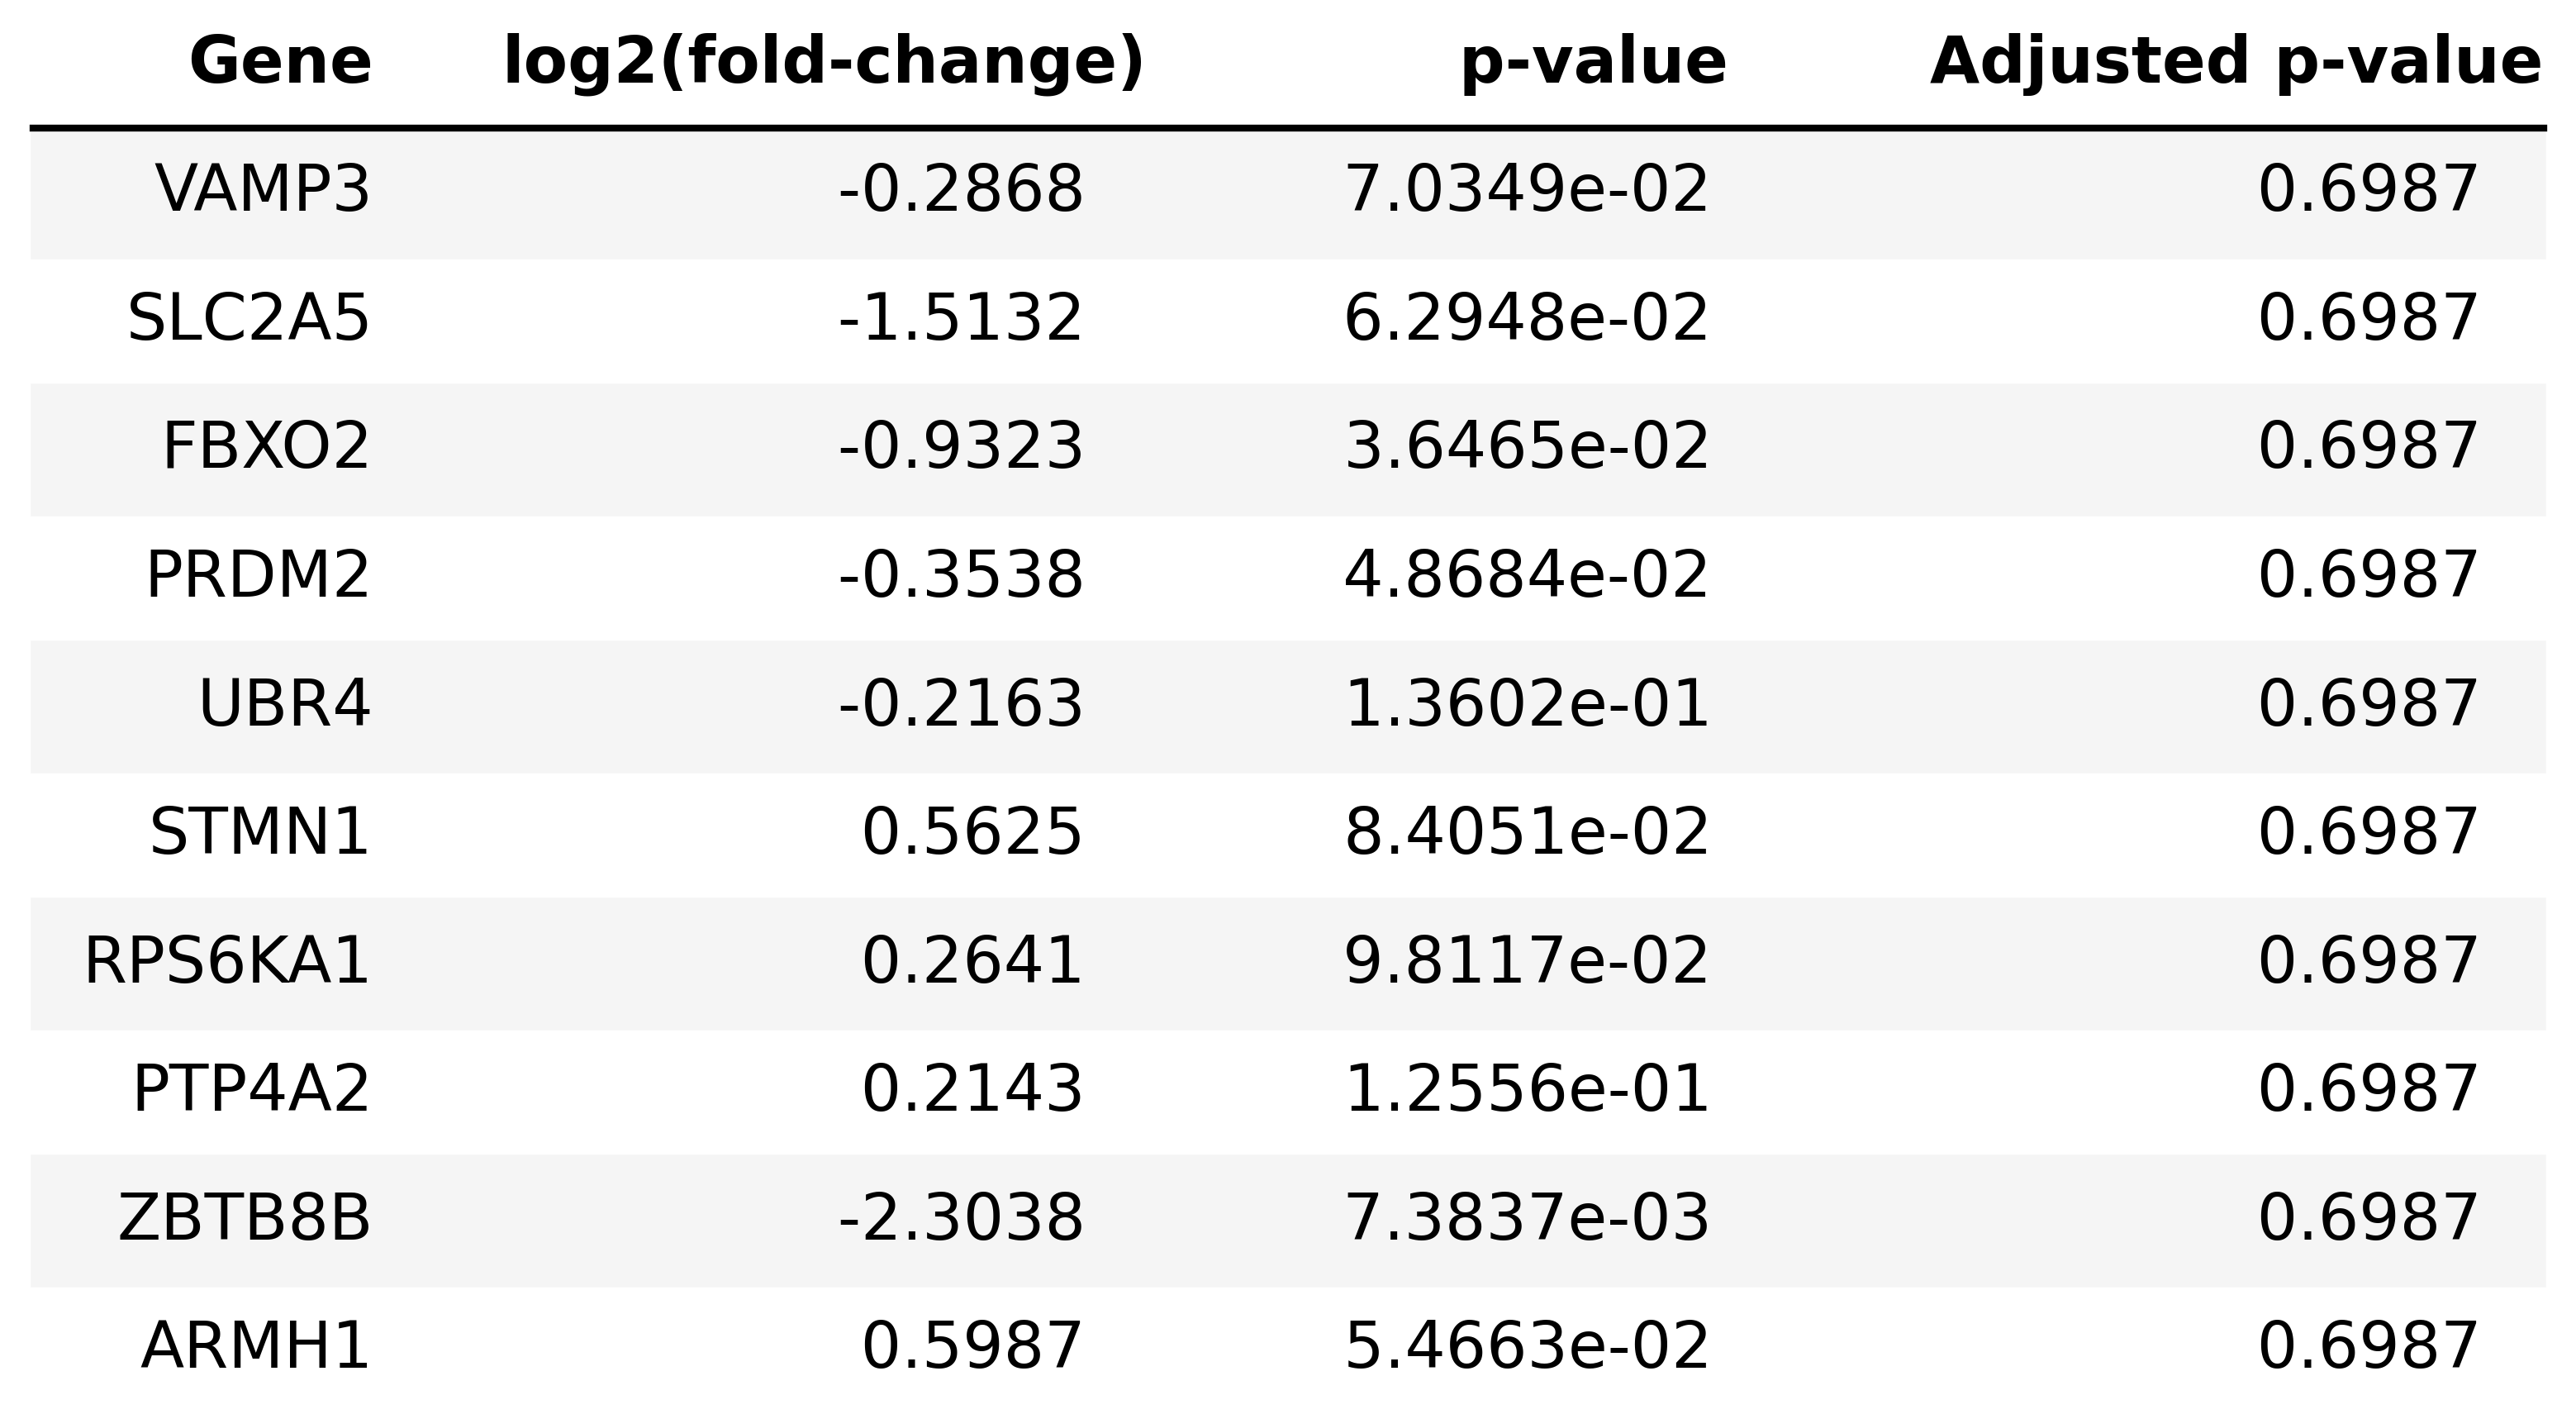 Gene log2(fold-change) p-value Adjusted p-value
VAMP3 -0.2868 7.0349e-02 0.6987
SLC2A5 -1.5132 6.2948e-02 0.6987
FBXO2 -0.9323 3.6465e-02 0.6987
PRDM2 -0.3538 4.8684e-02 0.6987
UBR4 -0.2163 1.3602e-01 0.6987
STMN1 0.5625 8.4051e-02 0.6987
RPS6KA1 0.2641 9.8117e-02 0.6987
PTP4A2 0.2143 1.2556e-01 0.6987
ZBTB8B -2.3038 7.3837e-03 0.6987
ARMH1 0.5987 5.4663e-02 0.6987